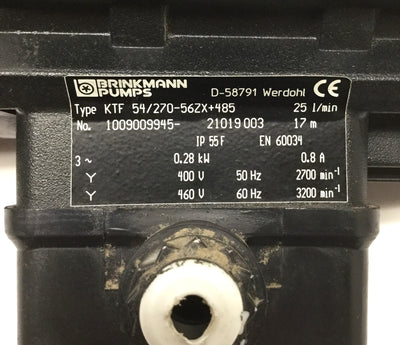 BRINKMANN PUMPS D-58791 Werdohl CE
Type KTF 54/270-56ZX+485 25 l/min
No. 1009009945- 21019003 17 m
IP 55F EN 60034
3 ~ 0.28 kW 0.8 A
Y 400 V 50 Hz 2700 min⁻¹
Y 460 V 60 Hz 3200 min⁻¹